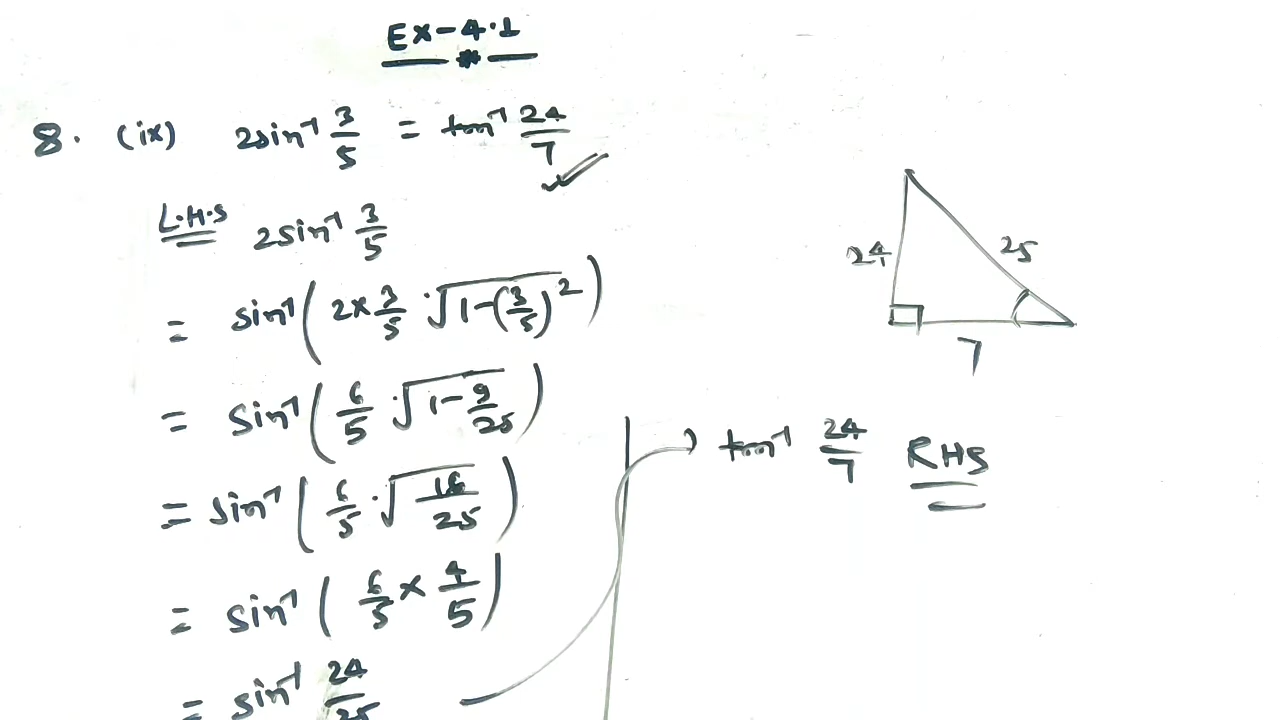 Ex-4.1
8. (ix) 2sin⁻¹ 3/5 = tan⁻¹ 24/7
L.H.S 2sin⁻¹ 3/5
= sin⁻¹(2×3/5 · √(1-(3/5)²))
= sin⁻¹(6/5 · √(1-9/25))
= sin⁻¹(6/5 · √(16/25))
= sin⁻¹(6/5 × 4/5)
= sin⁻¹ 24/25
24
25
7
tan⁻¹ 24/7 RHS